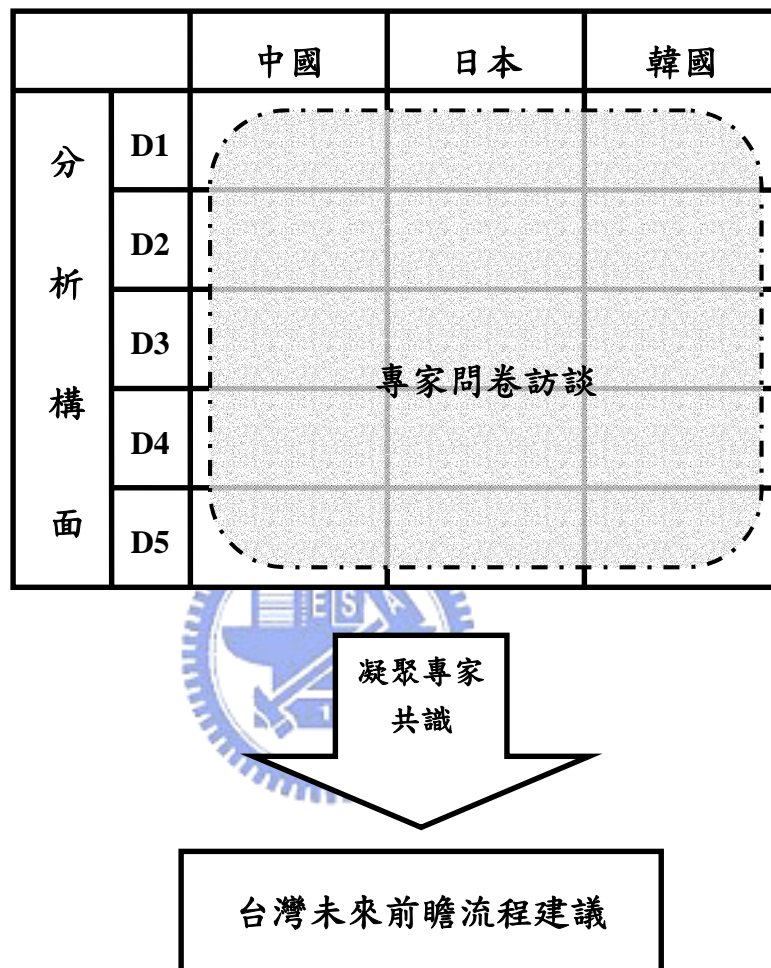 中國 日本 韓國
分析構面
D1
D2
D3
D4
D5
專家問卷訪談
E S A
1
凝聚專家
共識
台灣未來前瞻流程建議